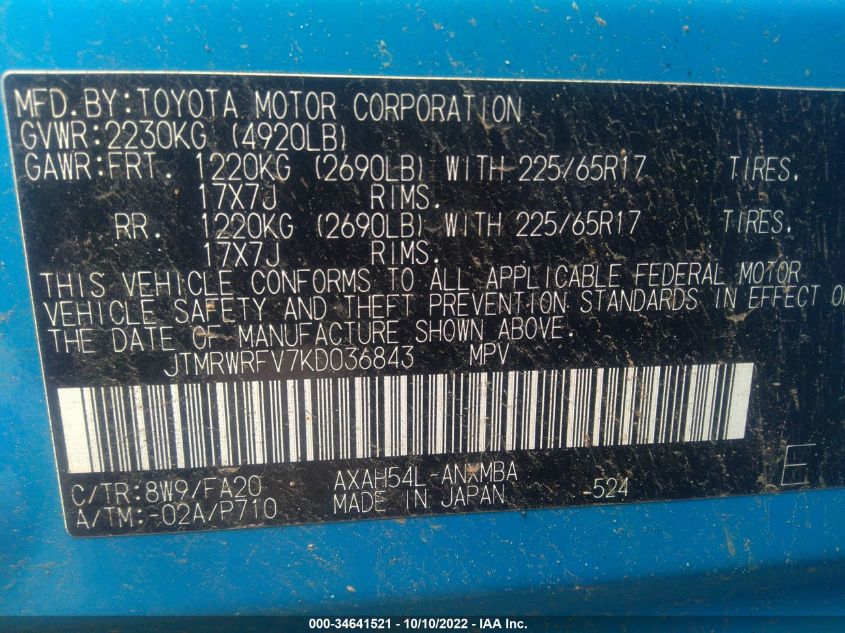 MFD.BY:TOYOTA MOTOR CORPORATION
GVWR:2230KG (4920LB)
GAWR:FRT. 1220KG (2690LB) WITH 225/65R17 TIRES.
17X7J RIMS.
RR. 1220KG (2690LB) WITH 225/65R17 TIRES.
17X7J RIMS.
THIS VEHICLE CONFORMS TO ALL APPLICABLE FEDERAL MOTOR
VEHICLE SAFETY AND THEFT PREVENTION STANDARDS IN EFFECT O
THE DATE OF MANUFACTURE SHOWN ABOVE.
JTMRWRFV7KD036843 MPV
C/TR:8W9/FA20 AXAH54L-ANXMBA
A/TM:-02A/P710 MADE IN JAPAN -524 E
000-34641521 - 10/10/2022 - IAA Inc.